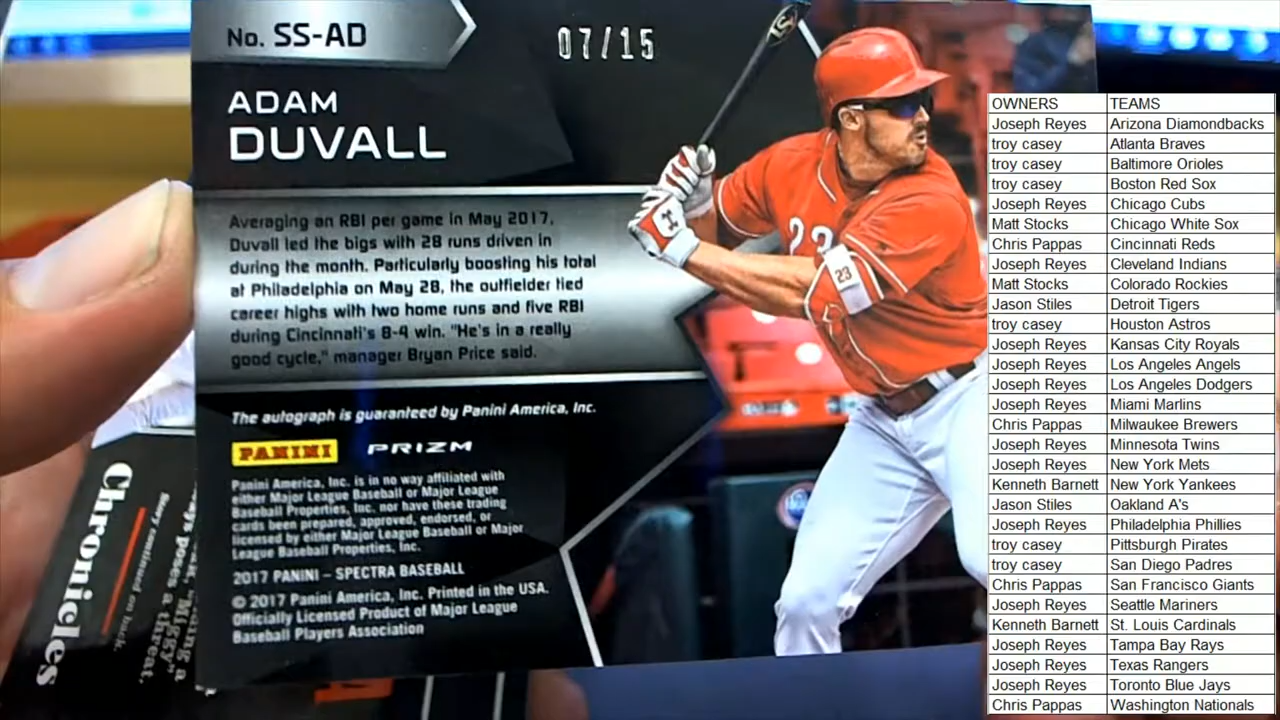 No. SS-AD
07/15
ADAM
DUVALL
Averaging an RBI per game in May 2017,
Duvall led the bigs with 28 runs driven in
during the month. Particularly boosting his total
at Philadelphia on May 28, the outfielder tied
career highs with two home runs and five RBI
during Cincinnati's 8-4 win. "He's in a really
good cycle," manager Bryan Price said.
The autograph is guaranteed by Panini America, Inc.
PANINI PRIZM
Panini America, Inc. is in no way affiliated with
either Major League Baseball or Major League
Baseball Properties, Inc. nor have these trading
cards been prepared, approved, endorsed, or
licensed by either Major League Baseball or Major
League Baseball Properties, Inc.
2017 PANINI – SPECTRA BASEBALL
© 2017 Panini America, Inc. Printed in the USA.
Officially Licensed Product of Major League
Baseball Players Association
23
23
Chronicles
Story continued on back.
poses a
threat,
OWNERS TEAMS
Joseph Reyes Arizona Diamondbacks
troy casey Atlanta Braves
troy casey Baltimore Orioles
troy casey Boston Red Sox
Joseph Reyes Chicago Cubs
Matt Stocks Chicago White Sox
Chris Pappas Cincinnati Reds
Joseph Reyes Cleveland Indians
Matt Stocks Colorado Rockies
Jason Stiles Detroit Tigers
troy casey Houston Astros
Joseph Reyes Kansas City Royals
Joseph Reyes Los Angeles Angels
Joseph Reyes Los Angeles Dodgers
Joseph Reyes Miami Marlins
Chris Pappas Milwaukee Brewers
Joseph Reyes Minnesota Twins
Joseph Reyes New York Mets
Kenneth Barnett New York Yankees
Jason Stiles Oakland A's
Joseph Reyes Philadelphia Phillies
troy casey Pittsburgh Pirates
troy casey San Diego Padres
Chris Pappas San Francisco Giants
Joseph Reyes Seattle Mariners
Kenneth Barnett St. Louis Cardinals
Joseph Reyes Tampa Bay Rays
Joseph Reyes Texas Rangers
Joseph Reyes Toronto Blue Jays
Chris Pappas Washington Nationals